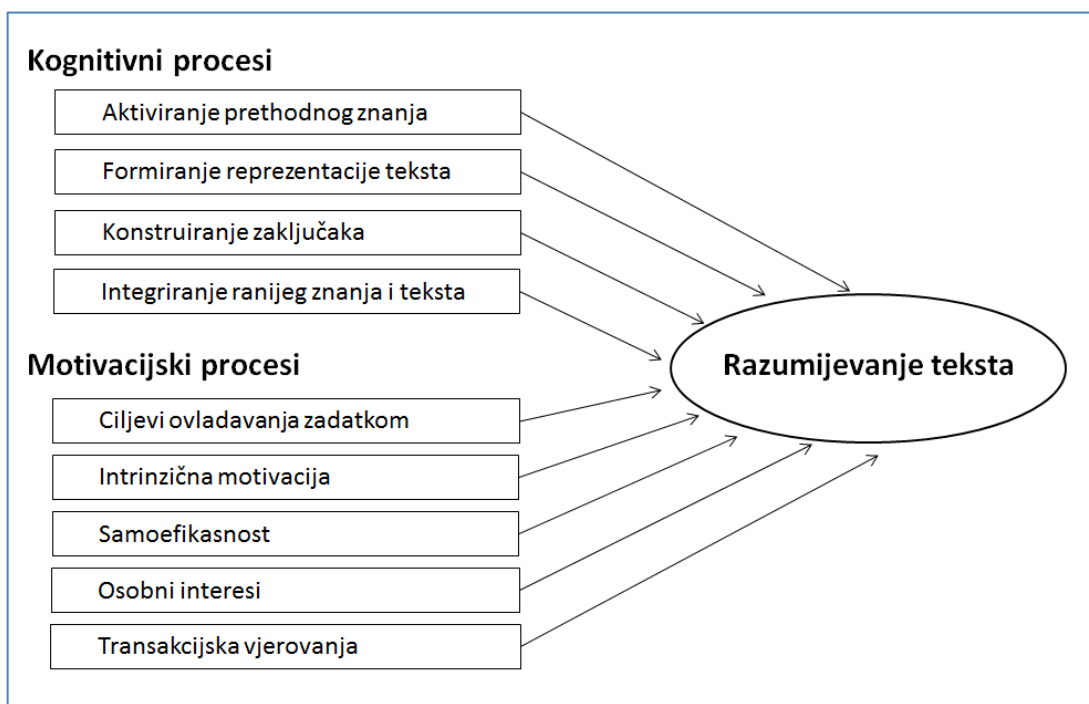 Kognitivni procesi
Aktiviranje prethodnog znanja
Formiranje reprezentacije teksta
Konstruiranje zaključaka
Integriranje ranijeg znanja i teksta
Motivacijski procesi
Ciljevi ovladavanja zadatkom
Intrinzična motivacija
Samoefikasnost
Osobni interesi
Transakcijska vjerovanja
Razumijevanje teksta